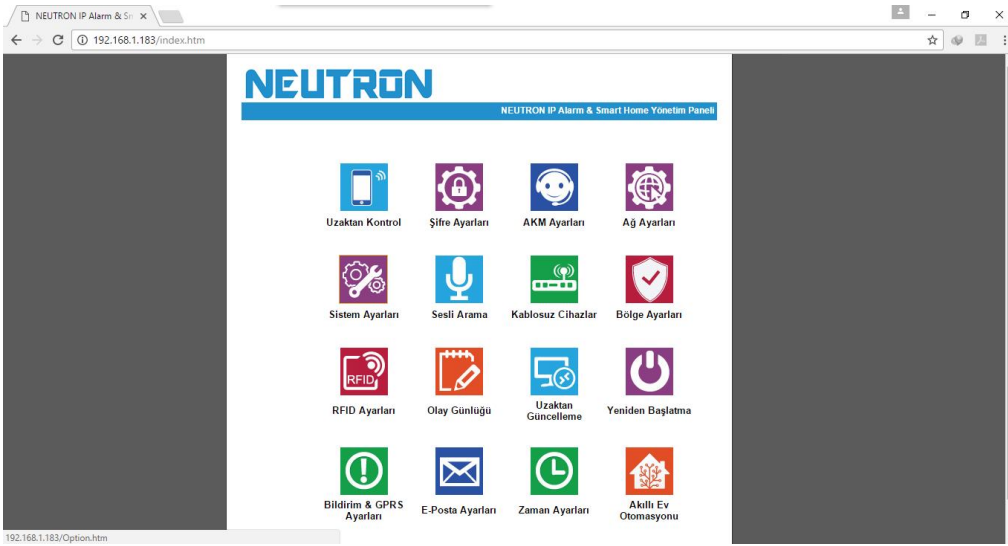 NEUTRON IP Alarm & Sn
192.168.1.183/index.htm
NEUTRON
NEUTRON IP Alarm & Smart Home Yönetim Paneli
Uzaktan Kontrol
Şifre Ayarları
AKM Ayarları
Ağ Ayarları
Sistem Ayarları
Sesli Arama
Kablosuz Cihazlar
Bölge Ayarları
RFID
RFID Ayarları
Olay Günlüğü
Uzaktan
Güncelleme
Yeniden Başlatma
Bildirim & GPRS
Ayarları
E-Posta Ayarları
Zaman Ayarları
Akıllı Ev
Otomasyonu
192.168.1.183/Option.htm